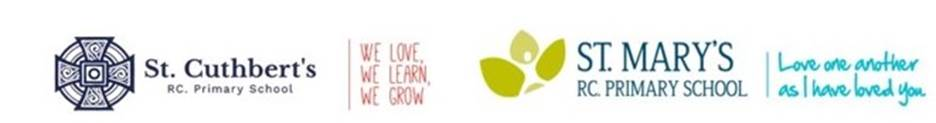 St. Cuthbert's
RC. Primary School
WE LOVE,
WE LEARN,
WE GROW
ST. MARY'S
RC. PRIMARY SCHOOL
Love one another
as I have loved you.